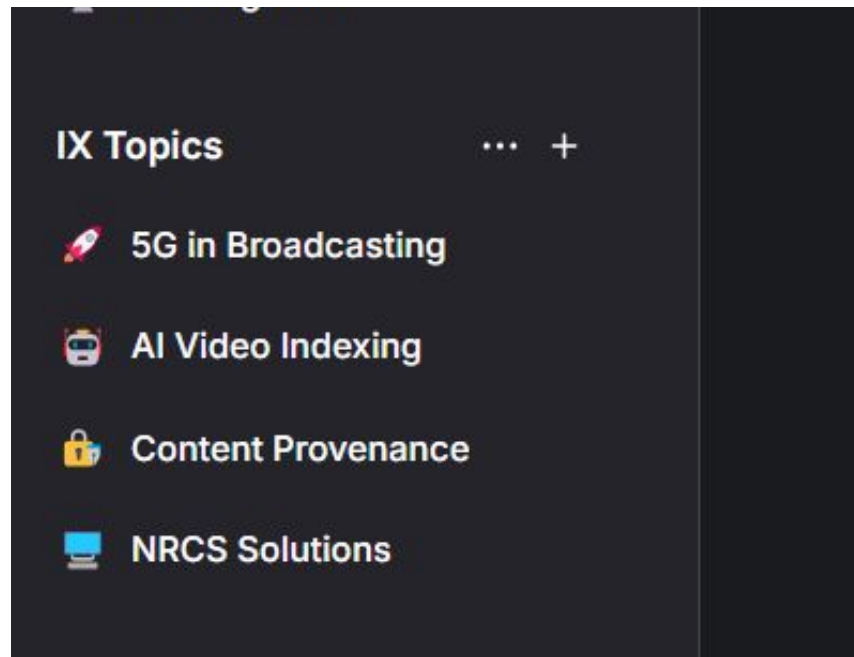 IX Topics
5G in Broadcasting
AI Video Indexing
Content Provenance
NRCS Solutions